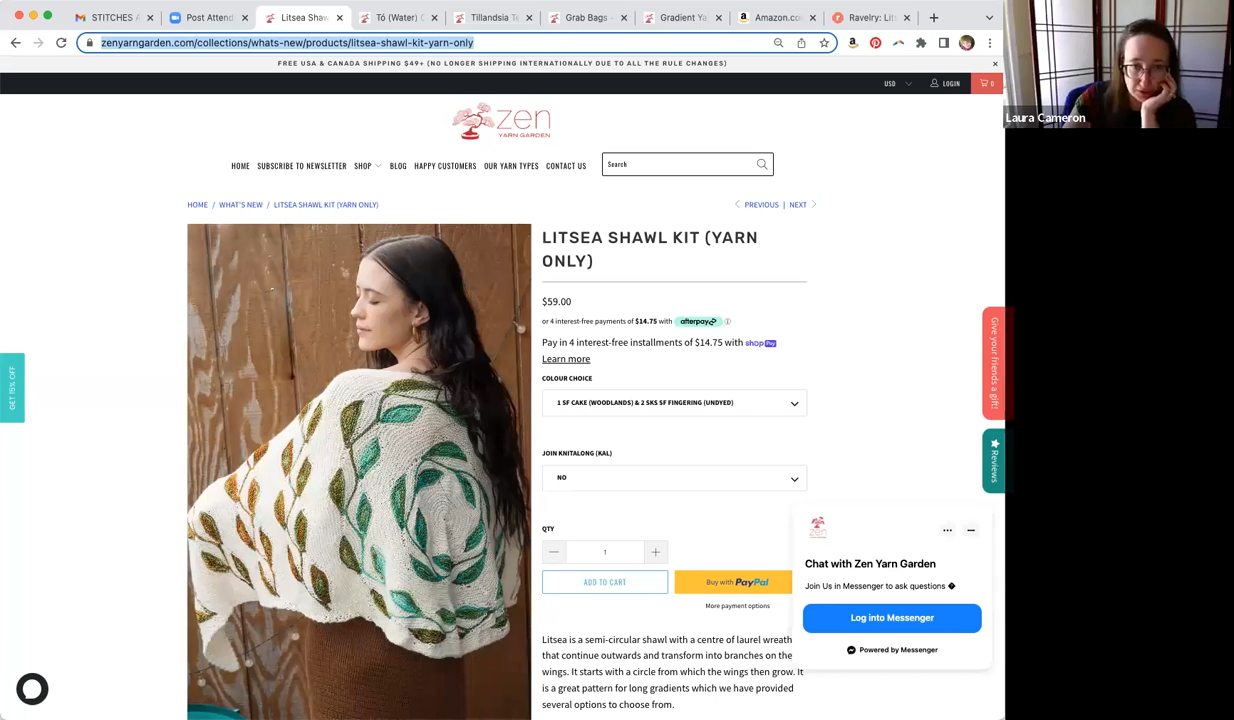 STITCHES A
Post Attend
Litsea Shaw
Tó (Water) C
Tillandsia Te
Grab Bags -
Gradient Ya
Amazon.co
Ravelry: Lit
zenyarngarden.com/collections/whats-new/products/litsea-shawl-kit-yarn-only
FREE USA & CANADA SHIPPING $49+ (NO LONGER SHIPPING INTERNATIONALLY DUE TO ALL THE RULE CHANGES)
USD
LOGIN
0
Laura Cameron
zen
YARN GARDEN
HOME SUBSCRIBE TO NEWSLETTER SHOP BLOG HAPPY CUSTOMERS OUR YARN TYPES CONTACT US
Search
HOME / WHAT'S NEW / LITSEA SHAWL KIT (YARN ONLY)
PREVIOUS | NEXT
LITSEA SHAWL KIT (YARN
ONLY)
$59.00
or 4 interest-free payments of $14.75 with afterpay
Pay in 4 interest-free installments of $14.75 with shop Pay
Learn more
COLOUR CHOICE
1 SF CAKE (WOODLANDS) & 2 SKS SF FINGERING (UNDYED)
JOIN KNITALONG (KAL)
NO
QTY
1
ADD TO CART
Buy with PayPal
More payment options
Litsea is a semi-circular shawl with a centre of laurel wreath
that continue outwards and transform into branches on the
wings. It starts with a circle from which the wings then grow. It
is a great pattern for long gradients which we have provided
several options to choose from.
GET 15% OFF
Give your friends a gift!
Reviews
zen
Chat with Zen Yarn Garden
Join Us in Messenger to ask questions �
Log into Messenger
Powered by Messenger